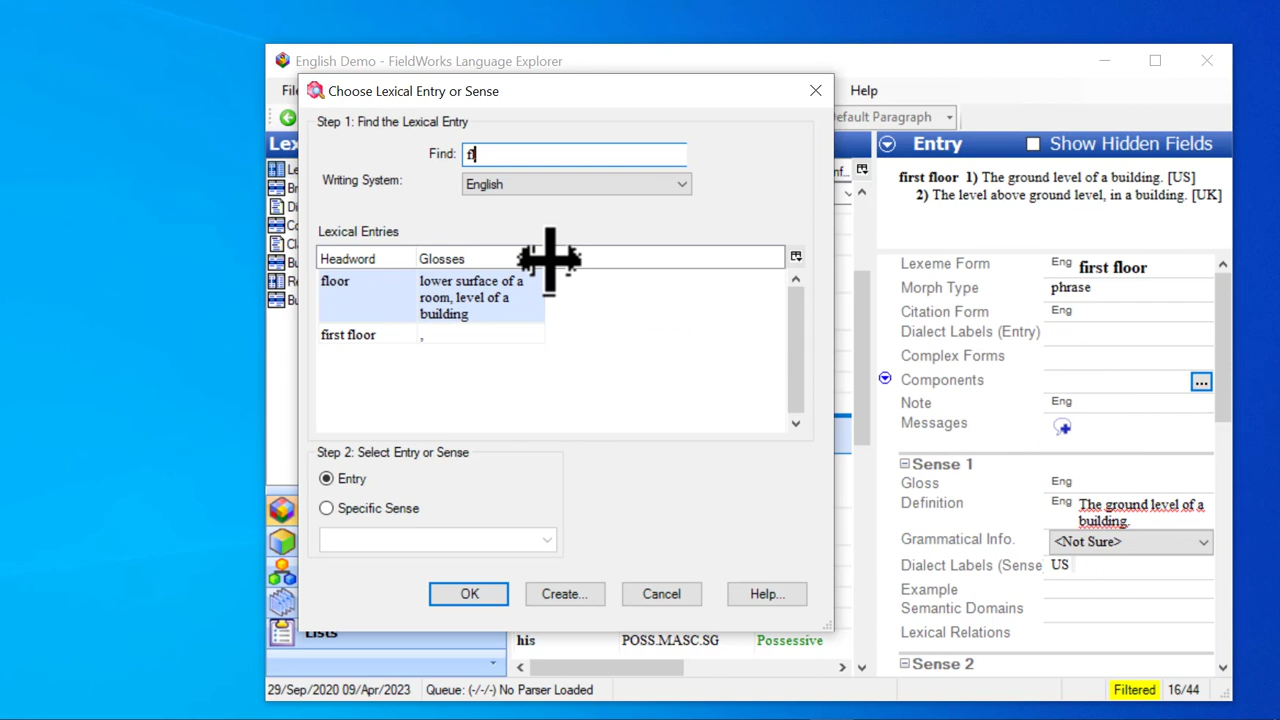 English Demo - FieldWorks Language Explorer
Choose Lexical Entry or Sense
Help
Step 1: Find the Lexical Entry
Default Paragraph
Find: fl
Entry
Show Hidden Fields
Writing System: English
first floor 1) The ground level of a building. [US]
2) The level above ground level, in a building. [UK]
Lexical Entries
Headword Glosses
floor lower surface of a
room, level of a
building
first floor ,
Lexeme Form Eng first floor
Morph Type phrase
Citation Form Eng
Dialect Labels (Entry)
Complex Forms
Components ...
Note Eng
Messages
Step 2: Select Entry or Sense
Entry
Specific Sense
Sense 1
Gloss Eng
Definition Eng The ground level of a
building.
Grammatical Info. <Not Sure>
Dialect Labels (Sense US
Example
Semantic Domains
Lexical Relations
Sense 2
OK Create... Cancel Help...
Lists
his POSS.MASC.SG Possessive
29/Sep/2020 09/Apr/2023 Queue: (-/-/-) No Parser Loaded Filtered 16/44